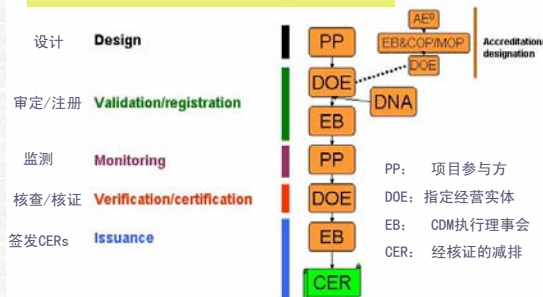 AE⁰
EB&COP/MOP
DOE
Accreditation/
designation
设计 Design PP
DOE
审定/注册 Validation/registration DNA
EB
监测 Monitoring PP
核查/核证 Verification/certification DOE
签发CERs Issuance EB
CER
PP： 项目参与方
DOE：指定经营实体
EB： CDM执行理事会
CER： 经核证的减排